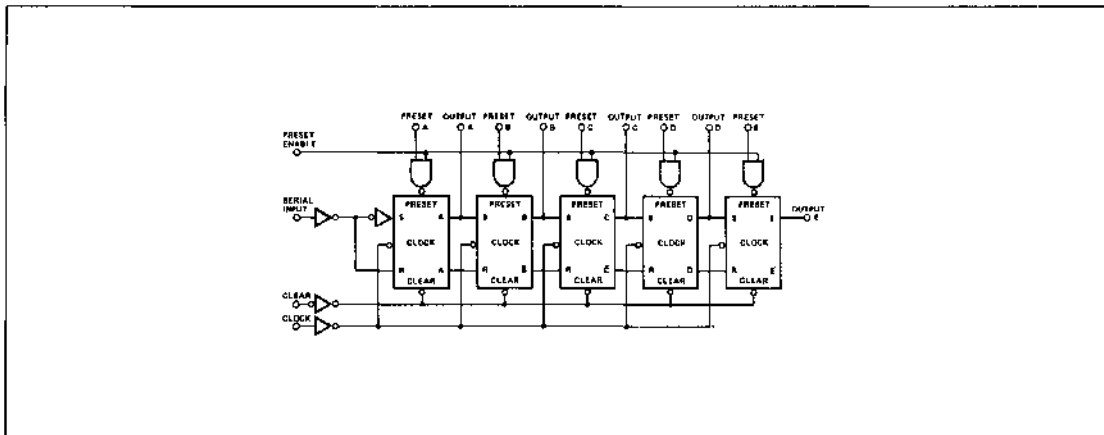 PRESET OUTPUT PRESET OUTPUT PRESET OUTPUT PRESET OUTPUT PRESET
A A B B C C D D E
PRESET
ENABLE
SERIAL
INPUT
PRESET PRESET PRESET PRESET PRESET
S A S B S C S D S E
OUTPUT
E
CLOCK CLOCK CLOCK CLOCK CLOCK
R A R B R C R D R E
CLEAR CLEAR CLEAR CLEAR CLEAR
CLEAR
CLOCK